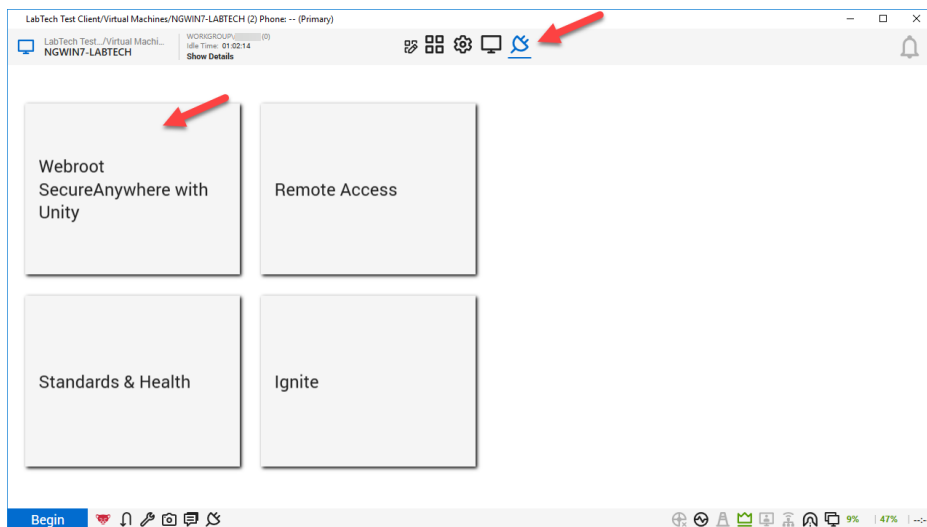 LabTech Test Client/Virtual Machines/NGWIN7-LABTECH (2) Phone: -- (Primary)
LabTech Test.../Virtual Machi...
NGWIN7-LABTECH
WORKGROUP\ (0)
Idle Time: 01:02:14
Show Details
Webroot
SecureAnywhere with
Unity
Remote Access
Standards & Health
Ignite
Begin
9% | 47% | --:-